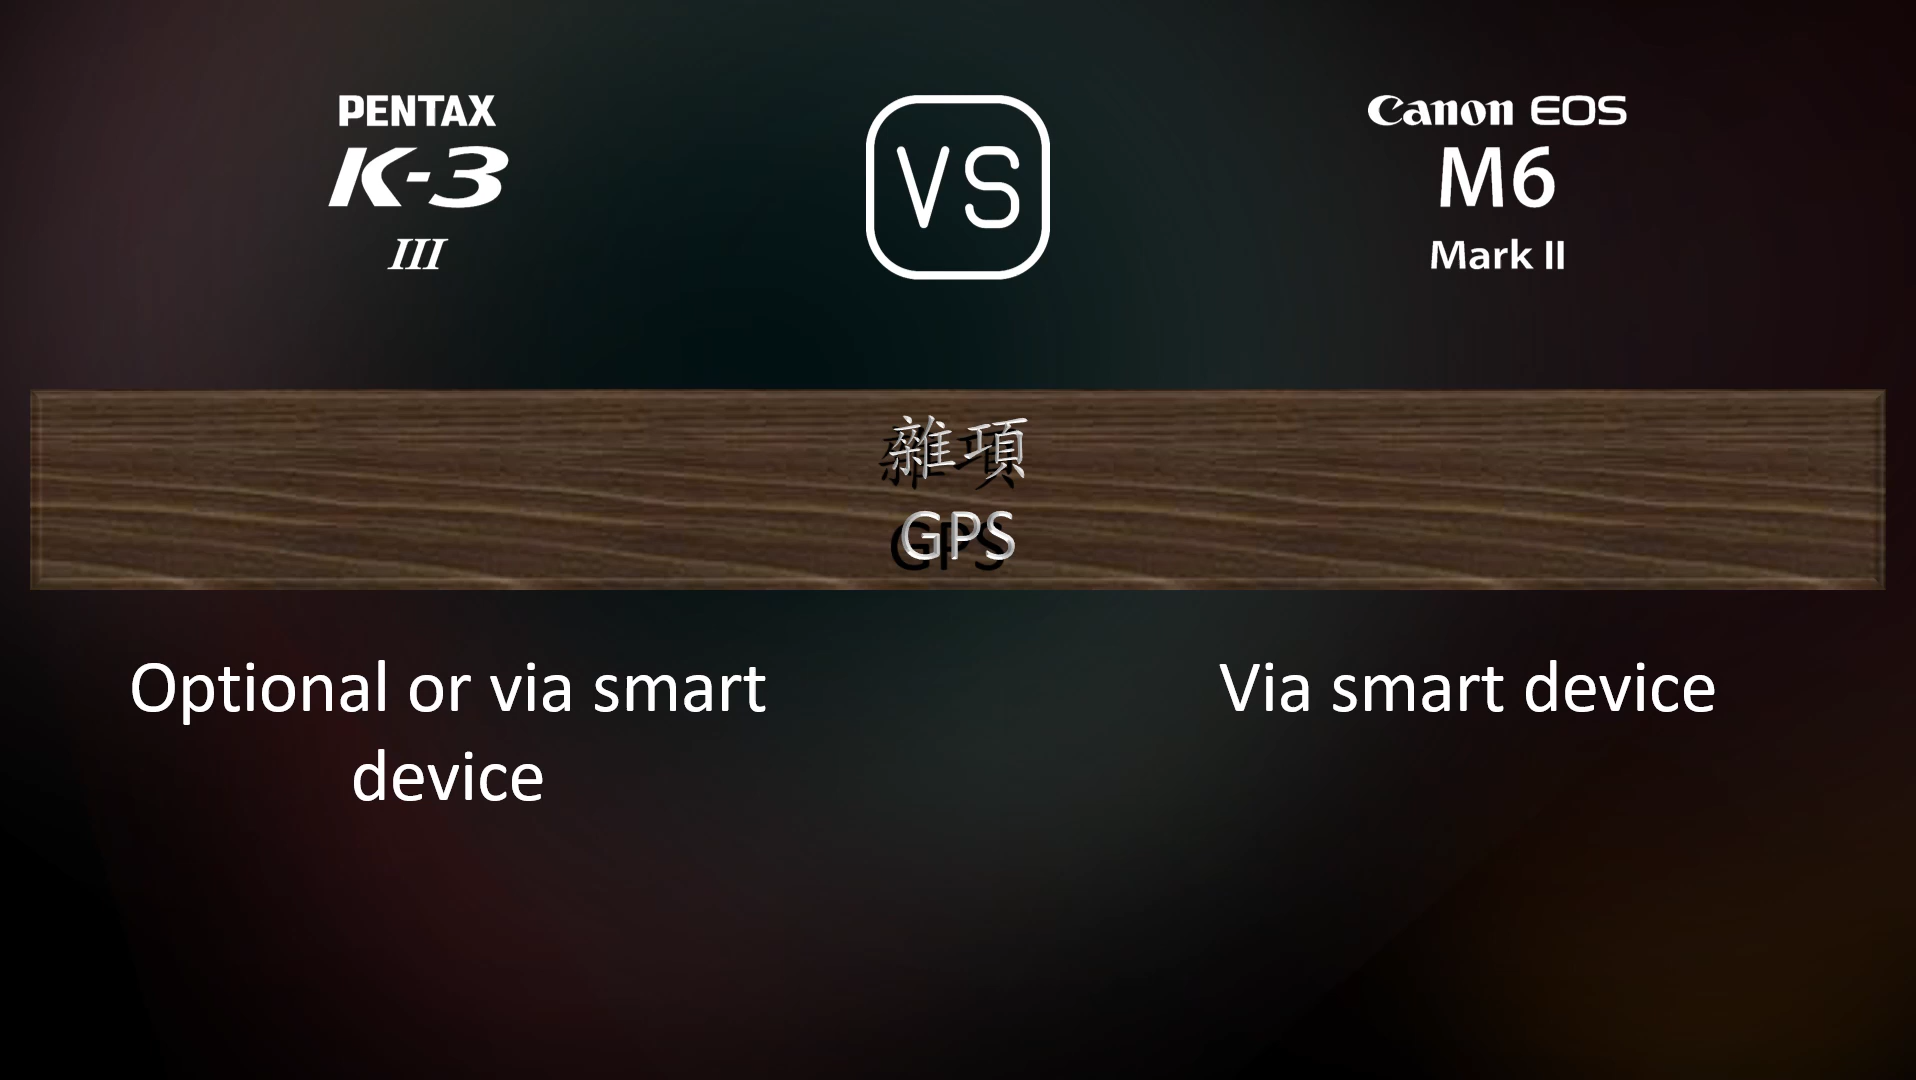 PENTAX
K-3
III
VS
Canon EOS
M6
Mark II
雜項
GPS
Optional or via smart
device
Via smart device